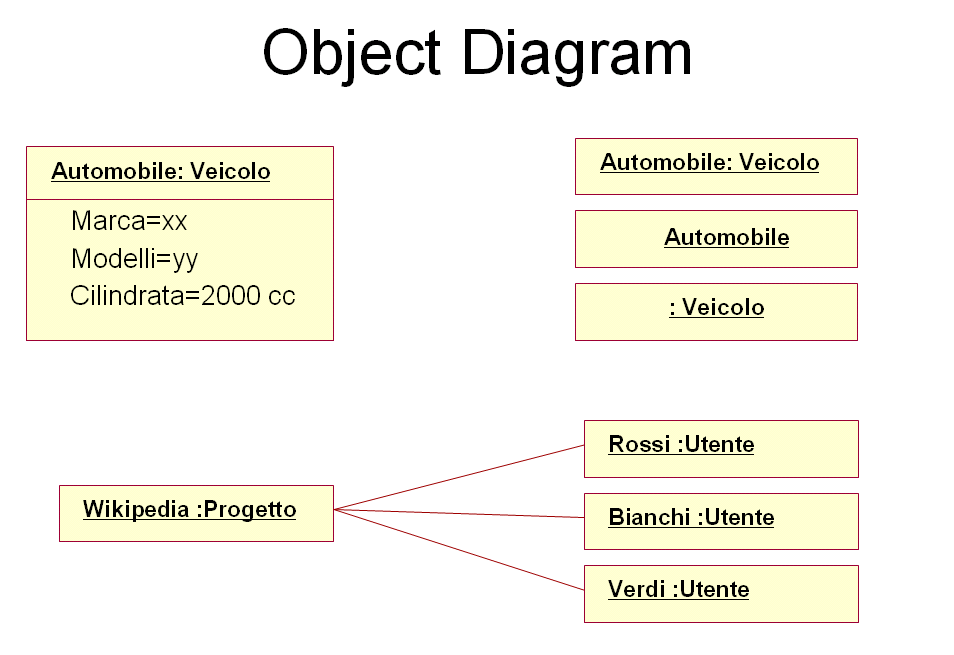 Object Diagram
Automobile: Veicolo
Marca=xx
Modelli=yy
Cilindrata=2000 cc
Automobile: Veicolo
Automobile
: Veicolo
Wikipedia :Progetto
Rossi :Utente
Bianchi :Utente
Verdi :Utente